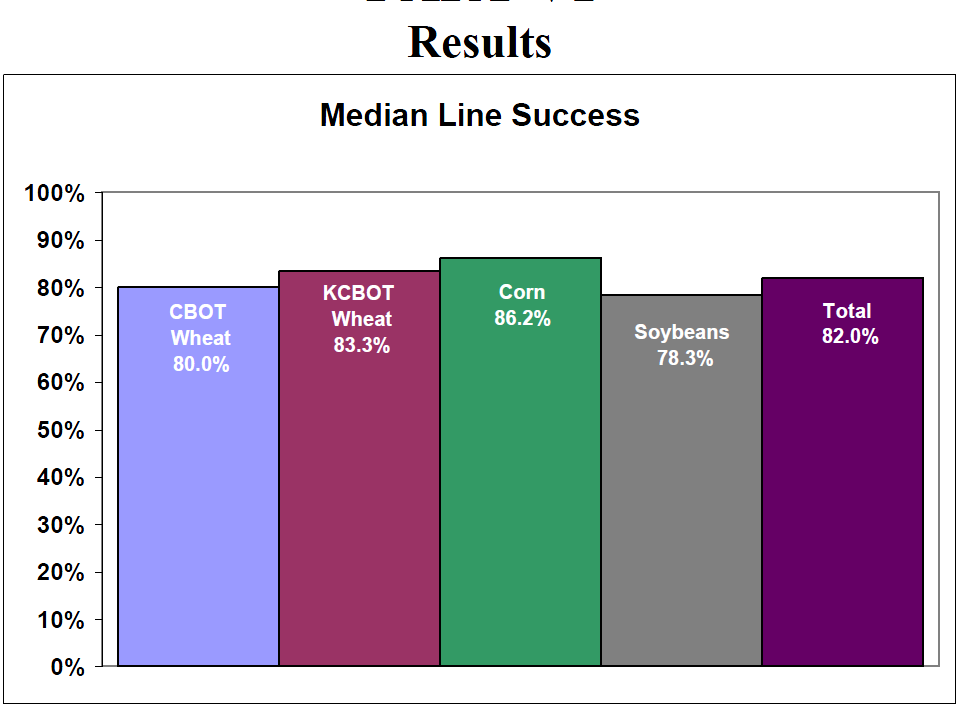 Results
Median Line Success
100%
90%
80%
70%
60%
50%
40%
30%
20%
10%
0%
CBOT
Wheat
80.0%
KCBOT
Wheat
83.3%
Corn
86.2%
Soybeans
78.3%
Total
82.0%